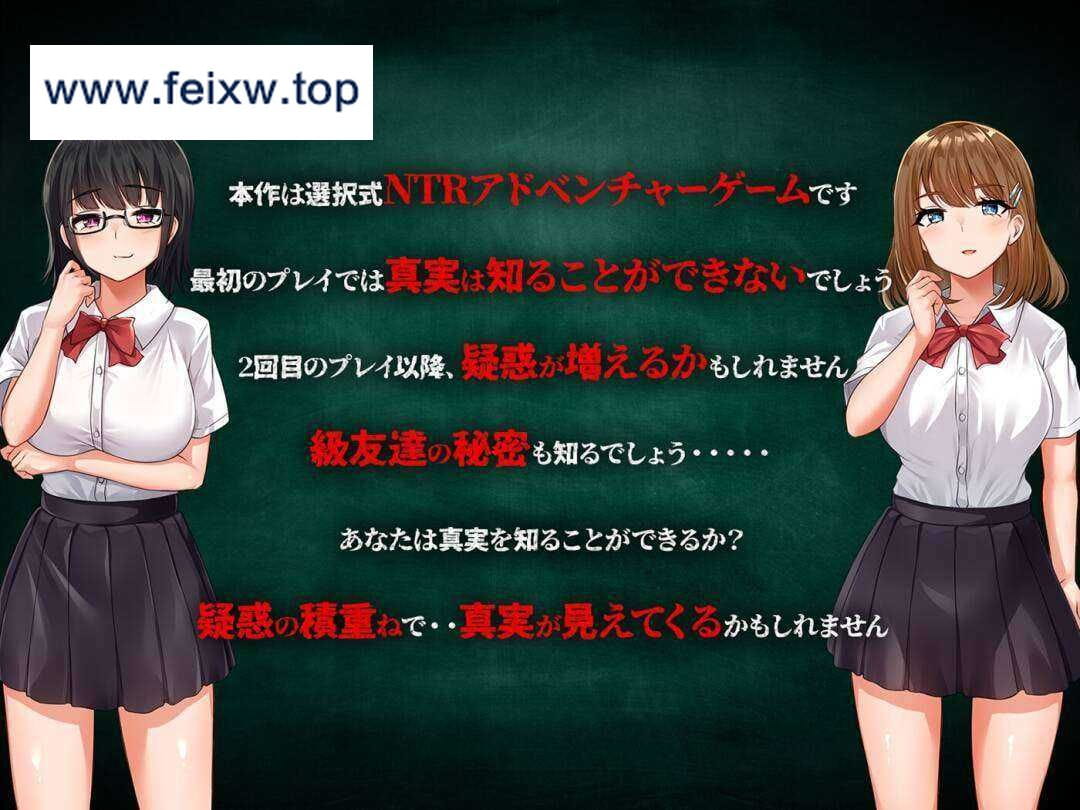 www.feixw.top
本作は選択式NTRアドベンチャーゲームです
最初のプレイでは真実は知ることができないでしょう
2回目のプレイ以降、疑惑が増えるかもしれません
級友達の秘密も知るでしょう・・・・・
あなたは真実を知ることができるか?
疑惑の積重ねで・・真実が見えてくるかもしれません